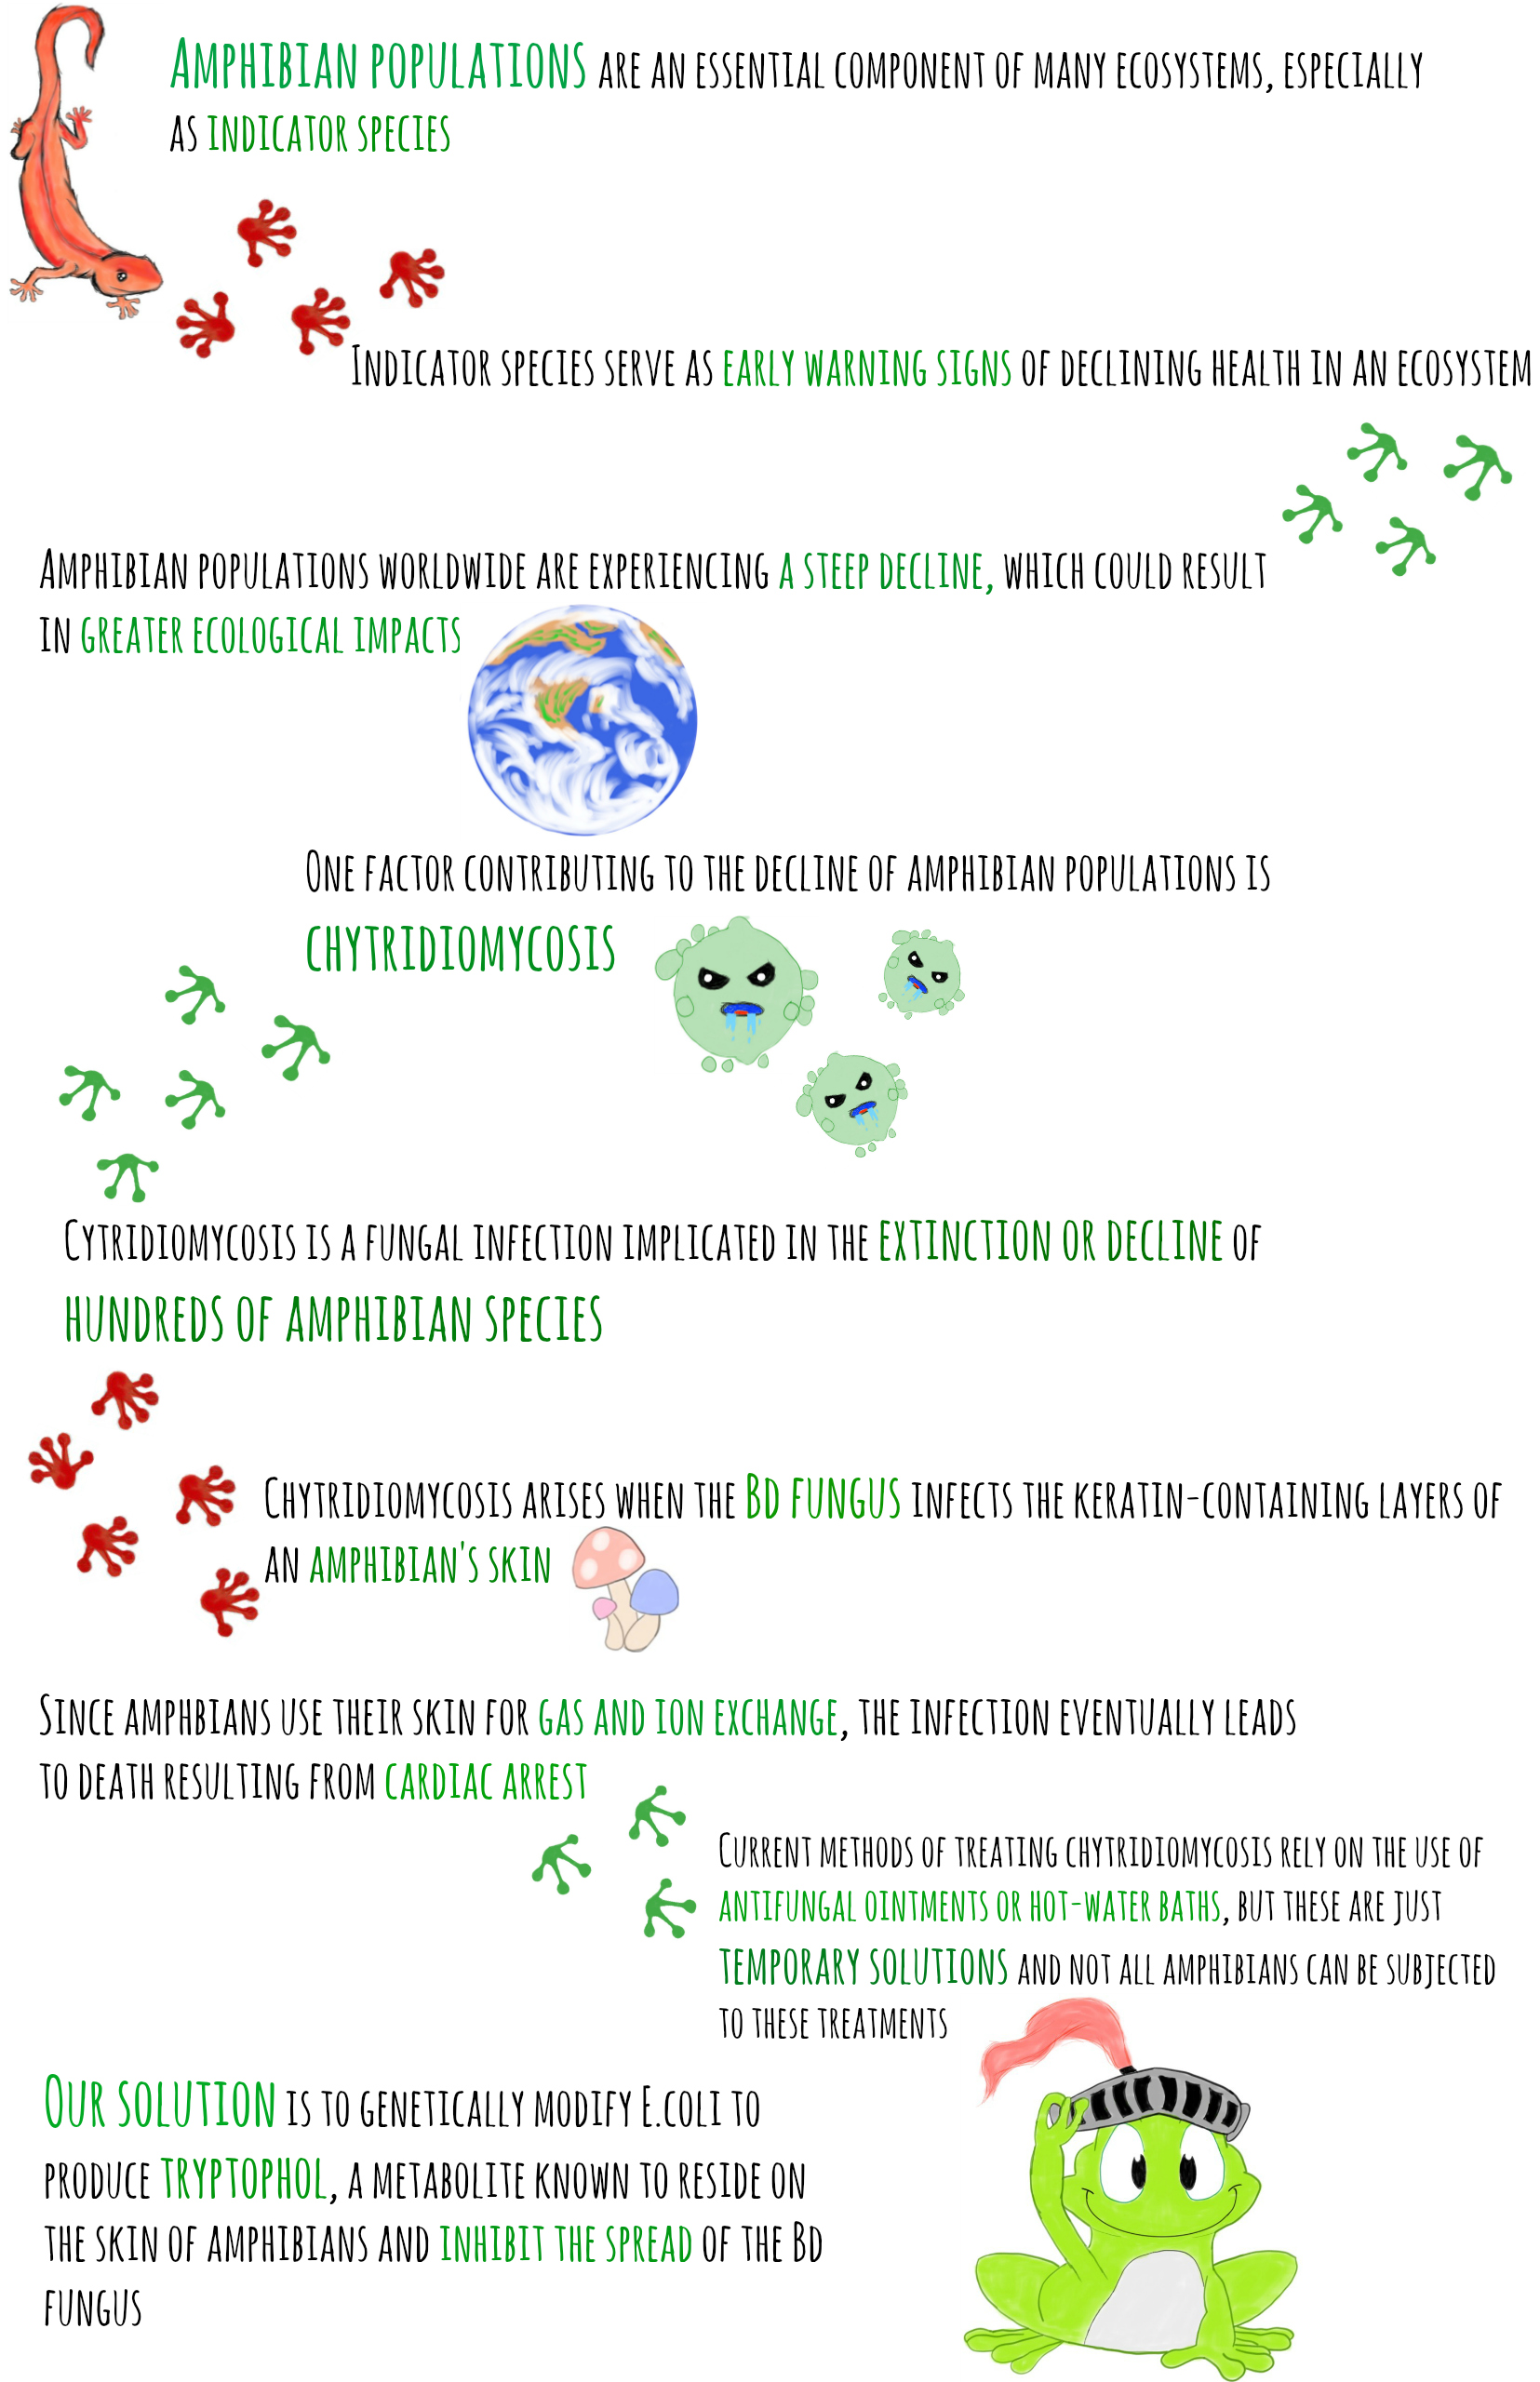 Amphibian populations are an essential component of many ecosystems, especially
as indicator species
Indicator species serve as early warning signs of declining health in an ecosystem
Amphibian populations worldwide are experiencing a steep decline, which could result
in greater ecological impacts
One factor contributing to the decline of amphibian populations is
chytridiomycosis
Cytridiomycosis is a fungal infection implicated in the extinction or decline of
hundreds of amphibian species
Chytridiomycosis arises when the Bd fungus infects the keratin-containing layers of
an amphibian's skin
Since amphbians use their skin for gas and ion exchange, the infection eventually leads
to death resulting from cardiac arrest
Current methods of treating chytridiomycosis rely on the use of
antifungal ointments or hot-water baths, but these are just
temporary solutions and not all amphibians can be subjected
to these treatments
Our solution is to genetically modify E.coli to
produce tryptophol, a metabolite known to reside on
the skin of amphibians and inhibit the spread of the Bd
fungus